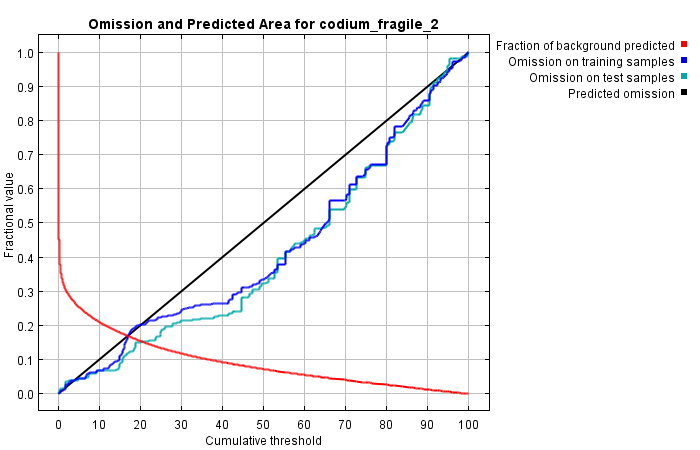 Omission and Predicted Area for codium_fragile_2
Fraction of background predicted
Omission on training samples
Omission on test samples
Predicted omission
Fractional value
1.0
0.9
0.8
0.7
0.6
0.5
0.4
0.3
0.2
0.1
0.0
0 10 20 30 40 50 60 70 80 90 100
Cumulative threshold